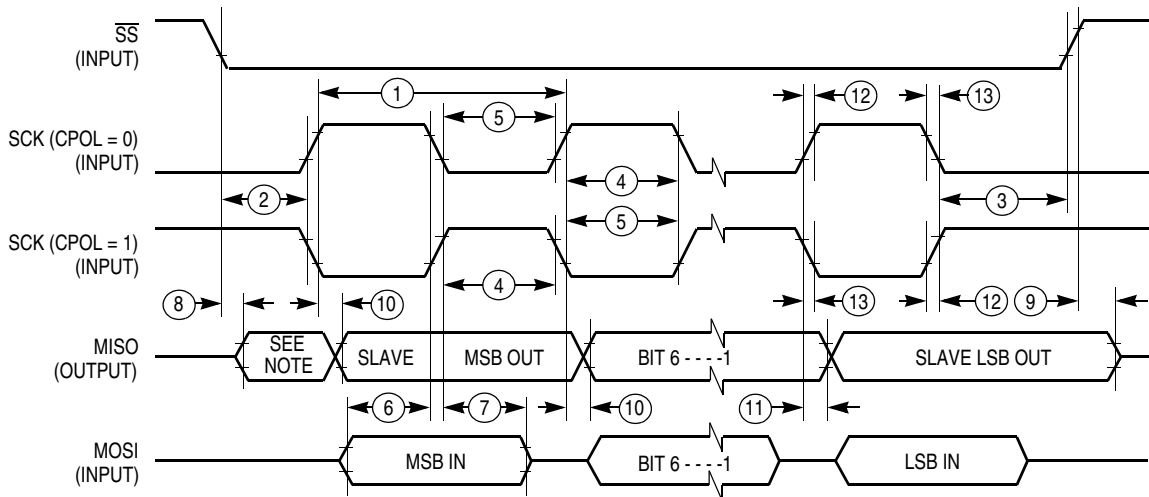 SS
(INPUT)
1
12
13
5
SCK (CPOL = 0)
(INPUT)
2
4
3
5
SCK (CPOL = 1)
(INPUT)
4
8
10
13
12
9
MISO
(OUTPUT)
SEE
NOTE
SLAVE
MSB OUT
BIT 6 - - - -1
SLAVE LSB OUT
6
7
10
11
MOSI
(INPUT)
MSB IN
BIT 6 - - - -1
LSB IN